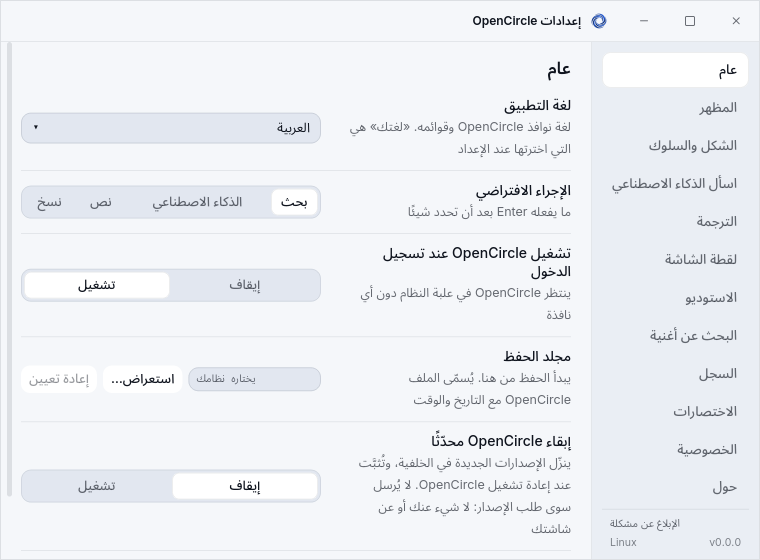 إعدادات OpenCircle
عام
المظهر
الشكل والسلوك
اسأل الذكاء الاصطناعي
الترجمة
لقطة الشاشة
الاستوديو
البحث عن أغنية
السجل
الاختصارات
الخصوصية
حول
الإبلاغ عن مشكلة
v0.0.0
Linux
عام
لغة التطبيق
لغة نوافذ OpenCircle وقوائمه. «لغتك» هي
التي اخترتها عند الإعداد
العربية
الإجراء الافتراضي
ما يفعله Enter بعد أن تحدد شيئًا
بحث
الذكاء الاصطناعي
نص
نسخ
تشغيل OpenCircle عند تسجيل
الدخول
ينتظر OpenCircle في علبة النظام دون أي
نافذة
إيقاف
تشغيل
مجلد الحفظ
يبدأ الحفظ من هنا. يُسمّى الملف
OpenCircle مع التاريخ والوقت
يختاره نظامك
استعراض...
إعادة تعيين
إبقاء OpenCircle محدّثًا
ينزّل الإصدارات الجديدة في الخلفية، وتُثبَّت
عند إعادة تشغيل OpenCircle. لا يُرسل
سوى طلب الإصدار: لا شيء عنك أو عن
شاشتك
إيقاف
تشغيل